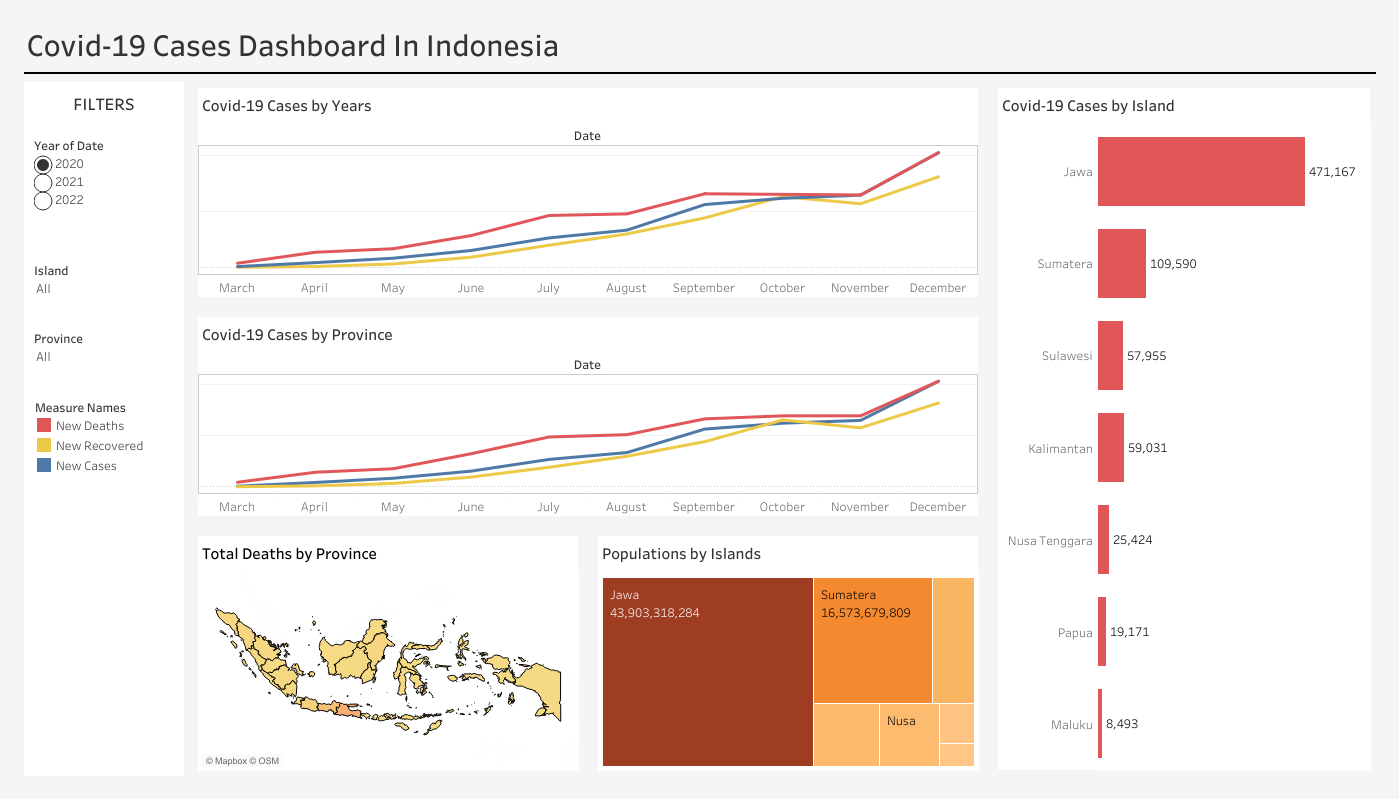 Covid-19 Cases Dashboard In Indonesia
FILTERS
Year of Date
2020
2021
2022
Island
All
Province
All
Measure Names
New Deaths
New Recovered
New Cases
Covid-19 Cases by Years
Date
March April May June July August September October November December
Covid-19 Cases by Province
Date
March April May June July August September October November December
Total Deaths by Province
© Mapbox © OSM
Populations by Islands
Jawa
43,903,318,284
Sumatera
16,573,679,809
Nusa
Covid-19 Cases by Island
Jawa 471,167
Sumatera 109,590
Sulawesi 57,955
Kalimantan 59,031
Nusa Tenggara 25,424
Papua 19,171
Maluku 8,493